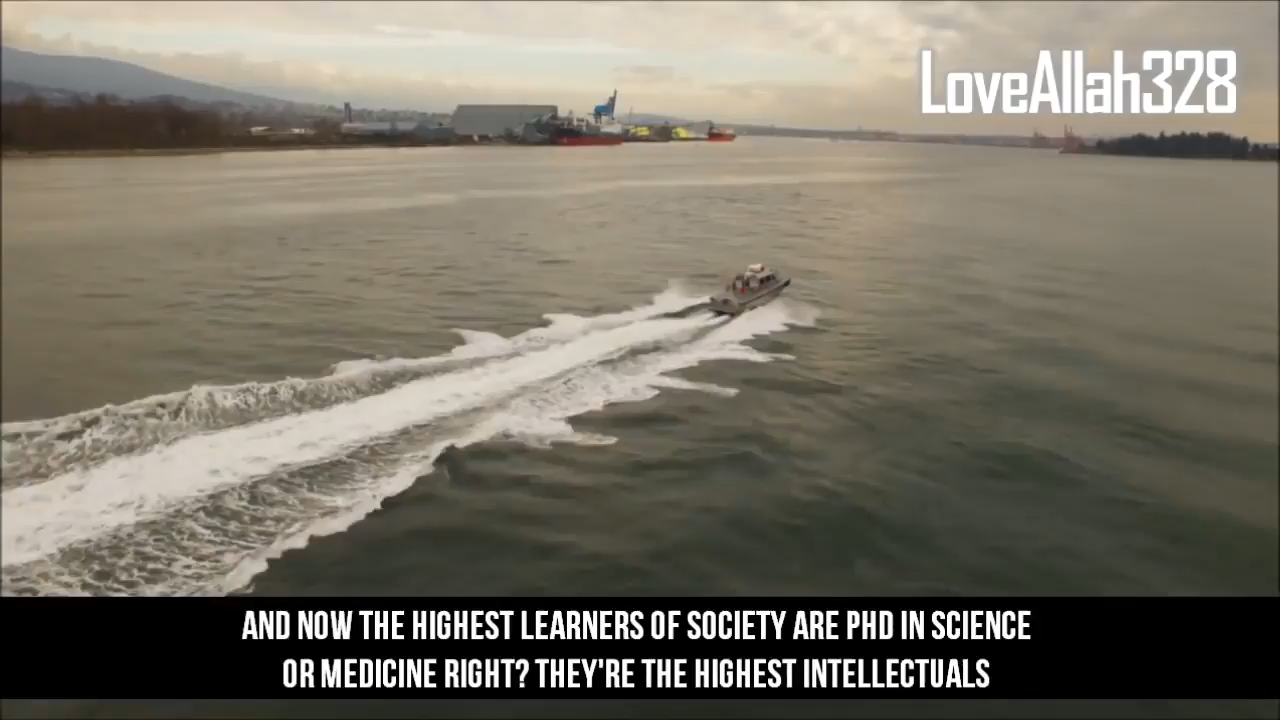 LoveAllah328
AND NOW THE HIGHEST LEARNERS OF SOCIETY ARE PHD IN SCIENCE
OR MEDICINE RIGHT? THEY'RE THE HIGHEST INTELLECTUALS